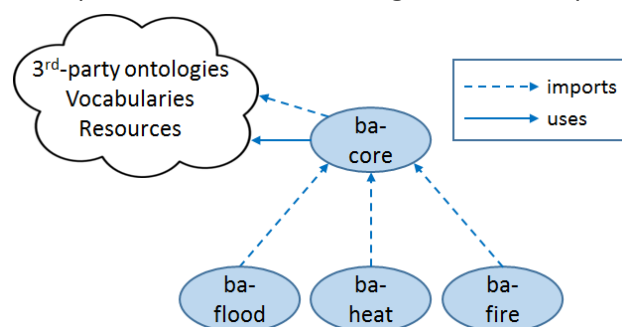 3rd-party ontologies
Vocabularies
Resources
imports
uses
ba-
core
ba-
flood
ba-
heat
ba-
fire